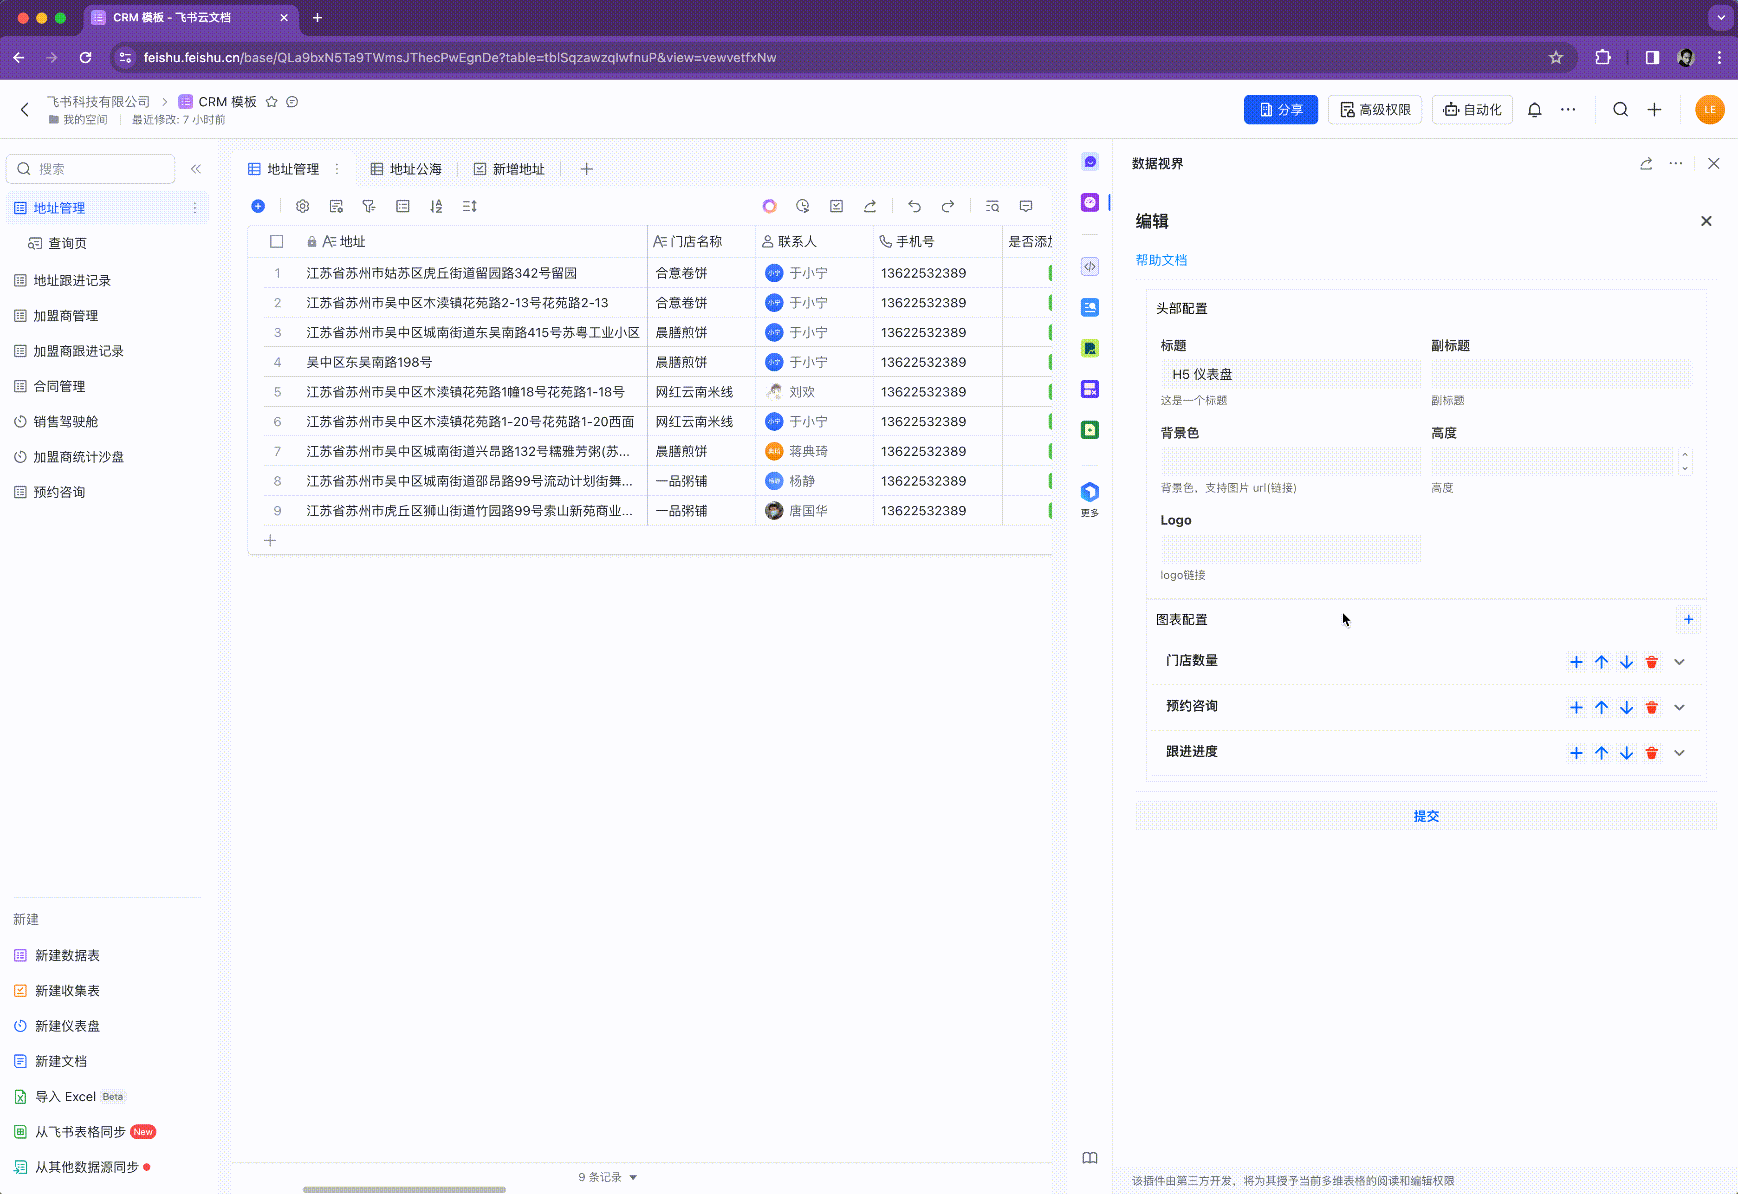 CRM 模板 - 飞书云文档
feishu.feishu.cn/base/QLa9bxN5Ta9TWmsJThecPwEgnDe?table=tblSqzawzqIwfnuP&view=vewvetfxNw
飞书科技有限公司
CRM 模板
我的空间
最近修改: 7 小时前
分享
高级权限
自动化
LE
搜索
地址管理
查询页
地址跟进记录
加盟商管理
加盟商跟进记录
合同管理
销售驾驶舱
加盟商统计沙盘
预约咨询
新建
新建数据表
新建收集表
新建仪表盘
新建文档
导入 Excel Beta
从飞书表格同步 New
从其他数据源同步
地址管理
地址公海
新增地址
地址 门店名称 联系人 手机号 是否添加
1 江苏省苏州市姑苏区虎丘街道留园路342号留园 合意卷饼 小宁 于小宁 13622532389
2 江苏省苏州市吴中区木渎镇花苑路2-13号花苑路2-13 合意卷饼 小宁 于小宁 13622532389
3 江苏省苏州市吴中区城南街道东吴南路415号苏粤工业小区 晨膳煎饼 小宁 于小宁 13622532389
4 吴中区东吴南路198号 晨膳煎饼 小宁 于小宁 13622532389
5 江苏省苏州市吴中区木渎镇花苑路1幢18号花苑路1-18号 网红云南米线 刘欢 13622532389
6 江苏省苏州市吴中区木渎镇花苑路1-20号花苑路1-20西面 网红云南米线 小宁 于小宁 13622532389
7 江苏省苏州市吴中区城南街道兴昂路132号糯雅芳粥(苏... 晨膳煎饼 典琦 蒋典琦 13622532389
8 江苏省苏州市吴中区城南街道邵昂路99号流动计划街舞... 一品粥铺 杨静 杨静 13622532389
9 江苏省苏州市虎丘区狮山街道竹园路99号索山新苑商业... 一品粥铺 唐国华 13622532389
9 条记录
更多
数据视界
编辑
帮助文档
头部配置
标题
副标题
H5 仪表盘
这是一个标题
副标题
背景色
高度
背景色，支持图片 url(链接)
高度
Logo
logo链接
图表配置
门店数量
预约咨询
跟进进度
提交
该插件由第三方开发，将为其授予当前多维表格的阅读和编辑权限